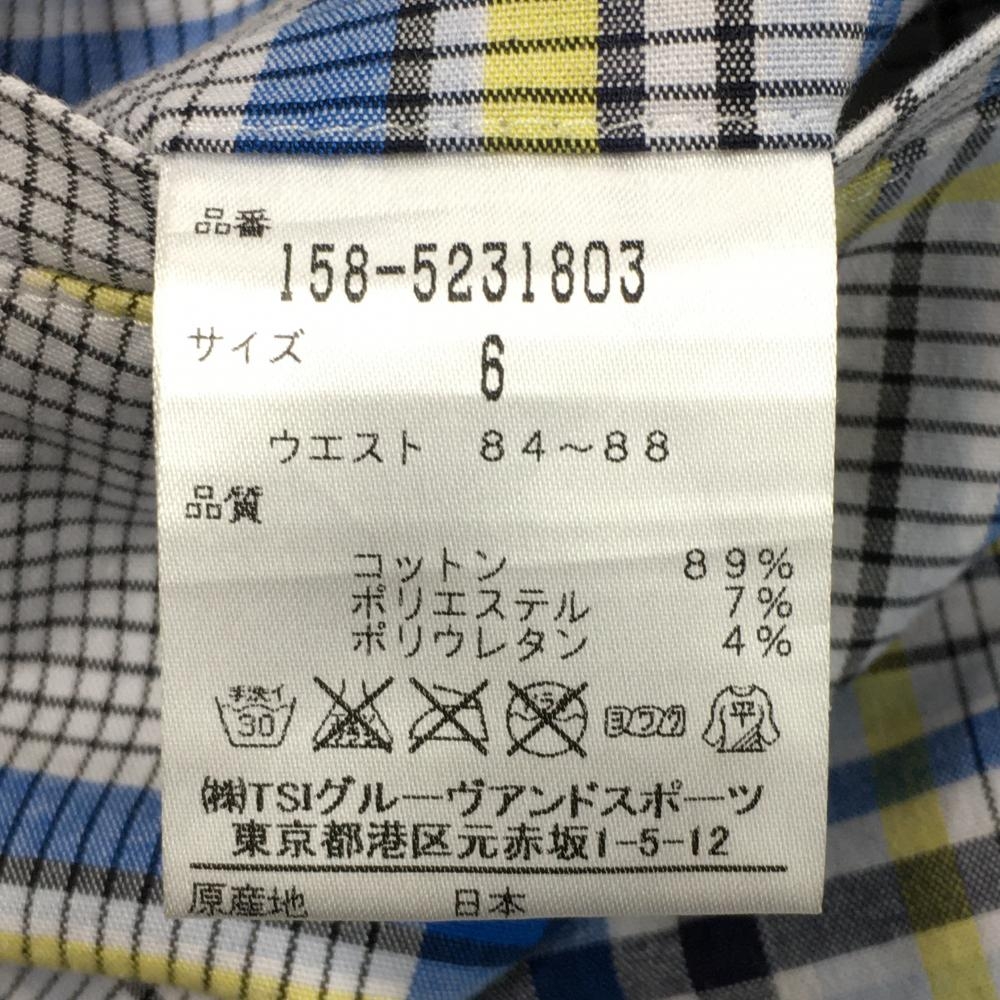 品番
158-5231803
サイズ
6
ウエスト 84～88
品質
コットン 89%
ポリエステル 7%
ポリウレタン 4%
手洗イ
30
ヨワク
平
㈱TSIグルーヴアンドスポーツ
東京都港区元赤坂1-5-12
原産地 日本